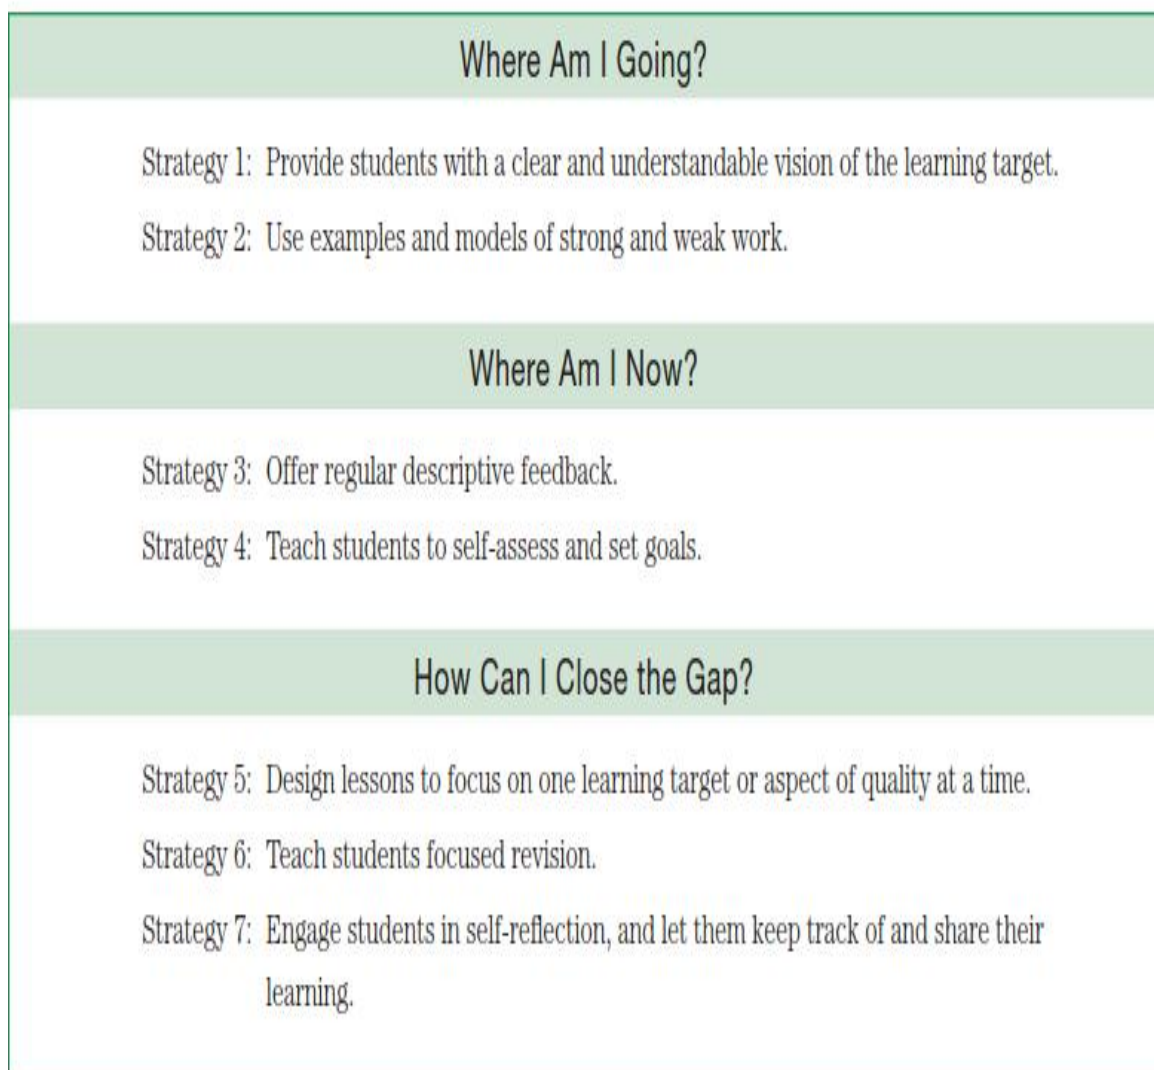 Where Am I Going?
Strategy 1: Provide students with a clear and understandable vision of the learning target.
Strategy 2: Use examples and models of strong and weak work.
Where Am I Now?
Strategy 3: Offer regular descriptive feedback.
Strategy 4: Teach students to self-assess and set goals.
How Can I Close the Gap?
Strategy 5: Design lessons to focus on one learning target or aspect of quality at a time.
Strategy 6: Teach students focused revision.
Strategy 7: Engage students in self-reflection, and let them keep track of and share their
learning.